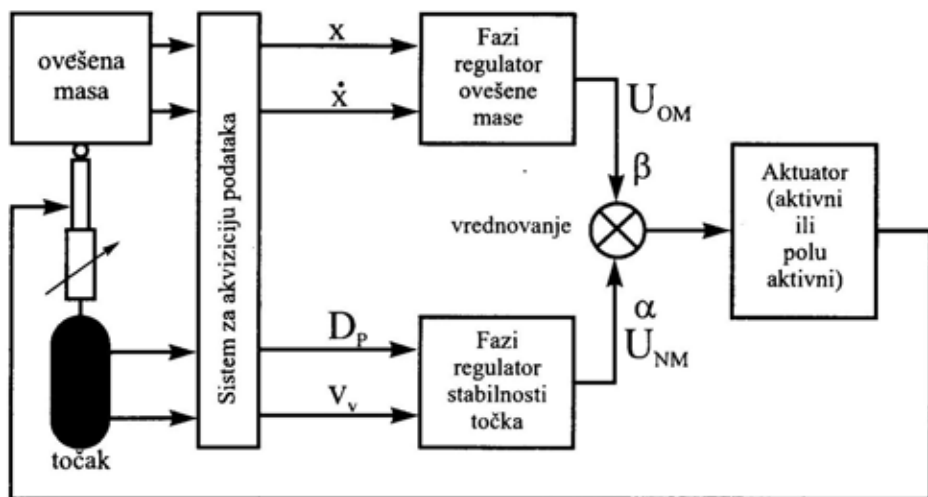 ovešena
masa
točak
Sistem za akviziciju podataka
x
ẋ
D_P
V_v
Fazi
regulator
ovešene
mase
Fazi
regulator
stabilnosti
točka
U_OM
β
vrednovanje
α
U_NM
Aktuator
(aktivni
ili
polu
aktivni)